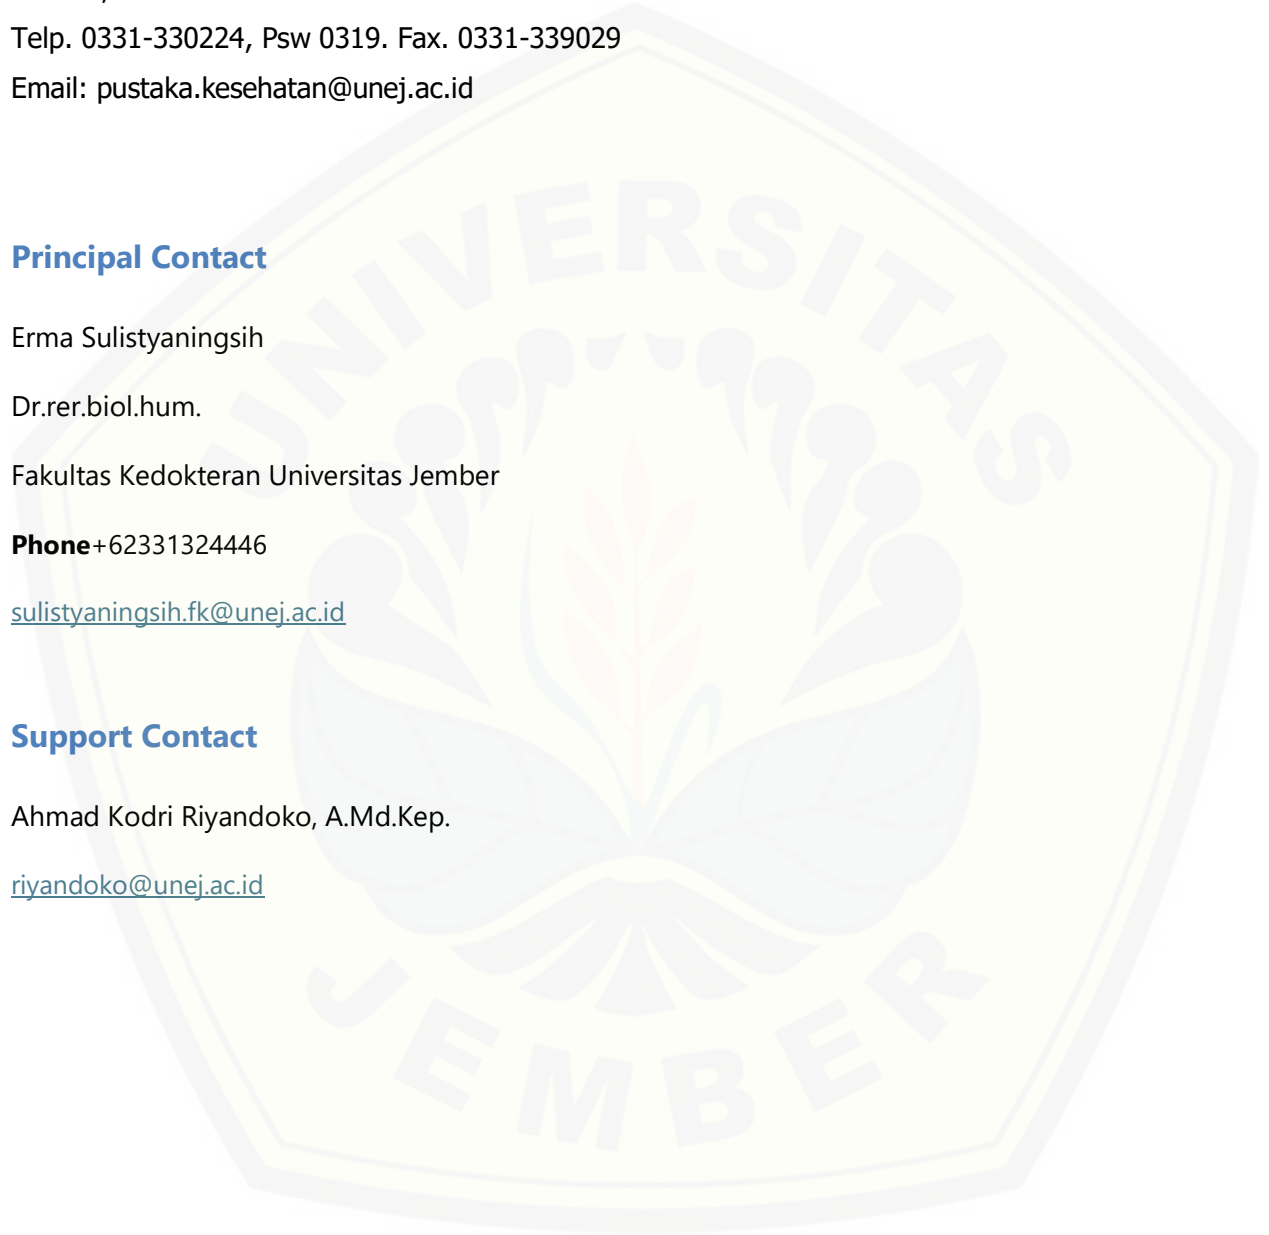 Telp. 0331-330224, Psw 0319. Fax. 0331-339029
Email: pustaka.kesehatan@unej.ac.id
Principal Contact
Erma Sulistyaningsih
Dr.rer.biol.hum.
Fakultas Kedokteran Universitas Jember
Phone+62331324446
sulistyaningsih.fk@unej.ac.id
Support Contact
Ahmad Kodri Riyandoko, A.Md.Kep.
riyandoko@unej.ac.id
UNIVERSITAS
JEMBER